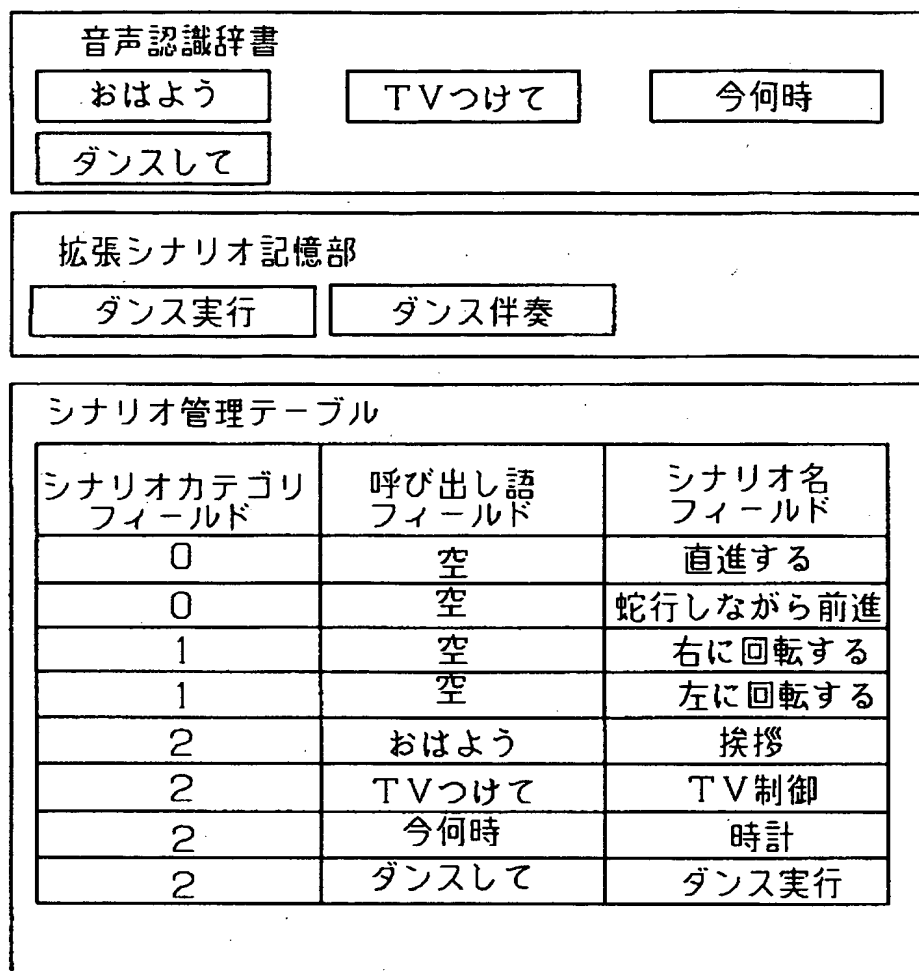 音声認識辞書
おはよう TVつけて 今何時
ダンスして
拡張シナリオ記憶部
ダンス実行 ダンス伴奏
シナリオ管理テーブル
シナリオカテゴリ 呼び出し語 シナリオ名
フィールド フィールド フィールド
0 空 直進する
0 空 蛇行しながら前進
1 空 右に回転する
1 空 左に回転する
2 おはよう 挨拶
2 TVつけて TV制御
2 今何時 時計
2 ダンスして ダンス実行